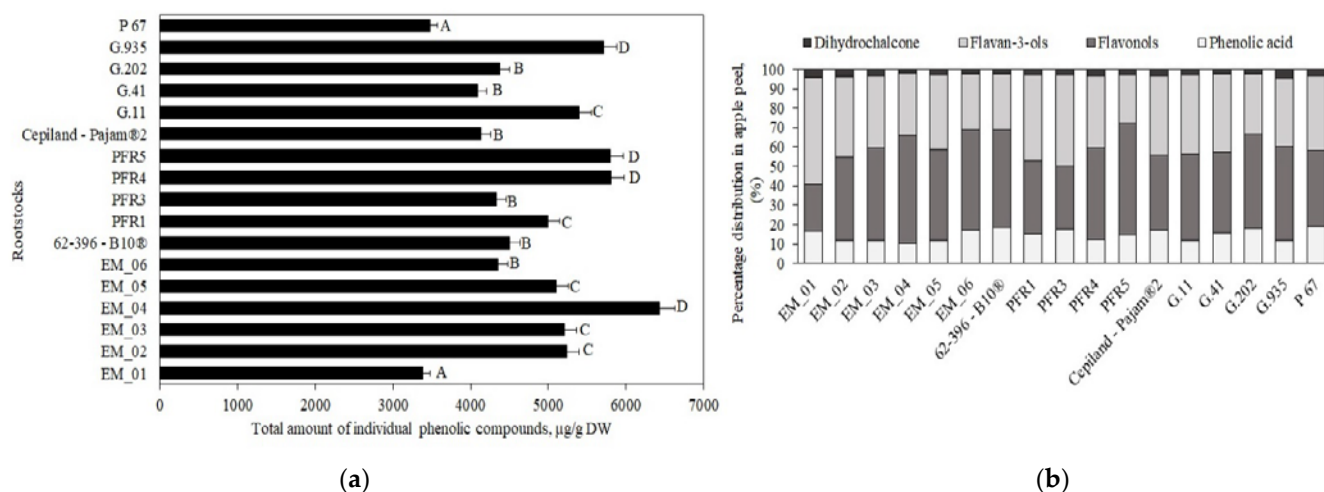 P 67 A
G.935 D
G.202 B
G.41 B
G.11 C
Cepiland - Pajam®2 B
PFR5 D
PFR4 D
PFR3 B
PFR1 C
62-396 - B10® B
EM_06 B
EM_05 C
EM_04 D
EM_03 C
EM_02 C
EM_01 A
Rootstocks
0 1000 2000 3000 4000 5000 6000 7000
Total amount of individual phenolic compounds, µg/g DW
(a)
Dihydrochalcone Flavan-3-ols Flavonols Phenolic acid
Percentage distribution in apple peel,
(%)
100
90
80
70
60
50
40
30
20
10
0
EM_01
EM_02
EM_03
EM_04
EM_05
EM_06
62-396 - B10®
PFR1
PFR3
PFR4
PFR5
Cepiland - Pajam®2
G.11
G.41
G.202
G.935
P 67
(b)